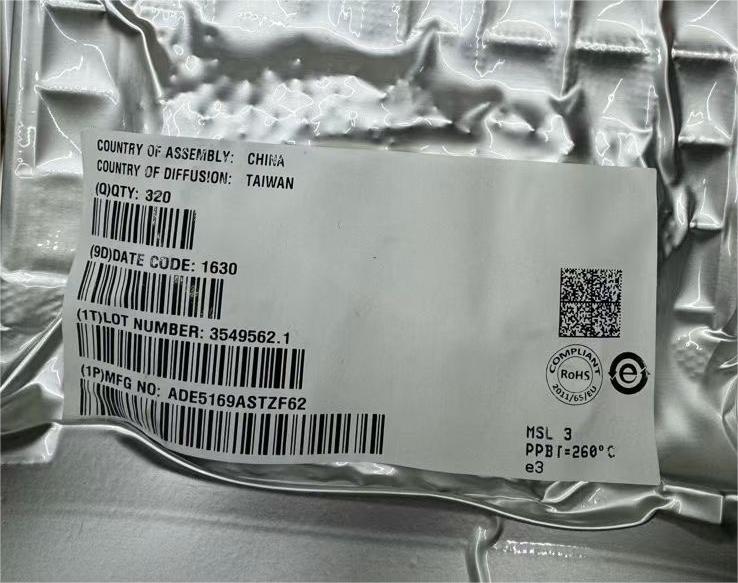 COUNTRY OF ASSEMBLY: CHINA
COUNTRY OF DIFFUSION: TAIWAN
(Q)QTY: 320
(9D)DATE CODE: 1630
(1T)LOT NUMBER: 3549562.1
(1P)MFG NO: ADE5169ASTZF62
COMPLIANT
RoHS
2011/65/EU
e
MSL 3
PPBT=260°C
e3